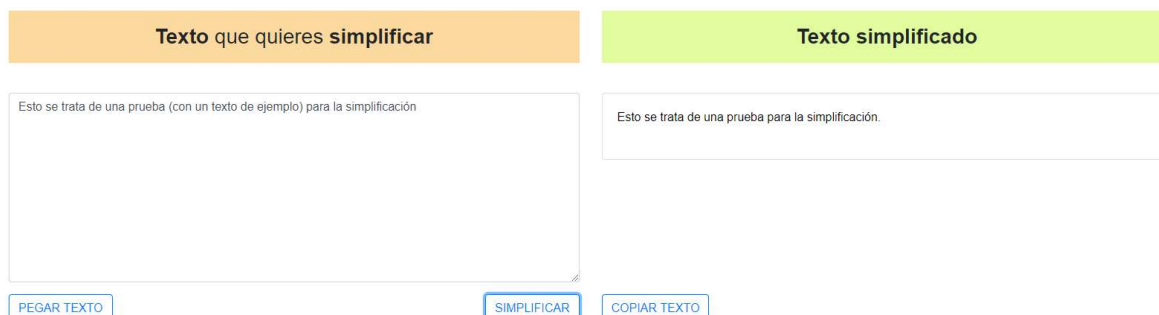 Texto que quieres simplificar
Texto simplificado
Esto se trata de una prueba (con un texto de ejemplo) para la simplificación
Esto se trata de una prueba para la simplificación.
PEGAR TEXTO
SIMPLIFICAR
COPIAR TEXTO